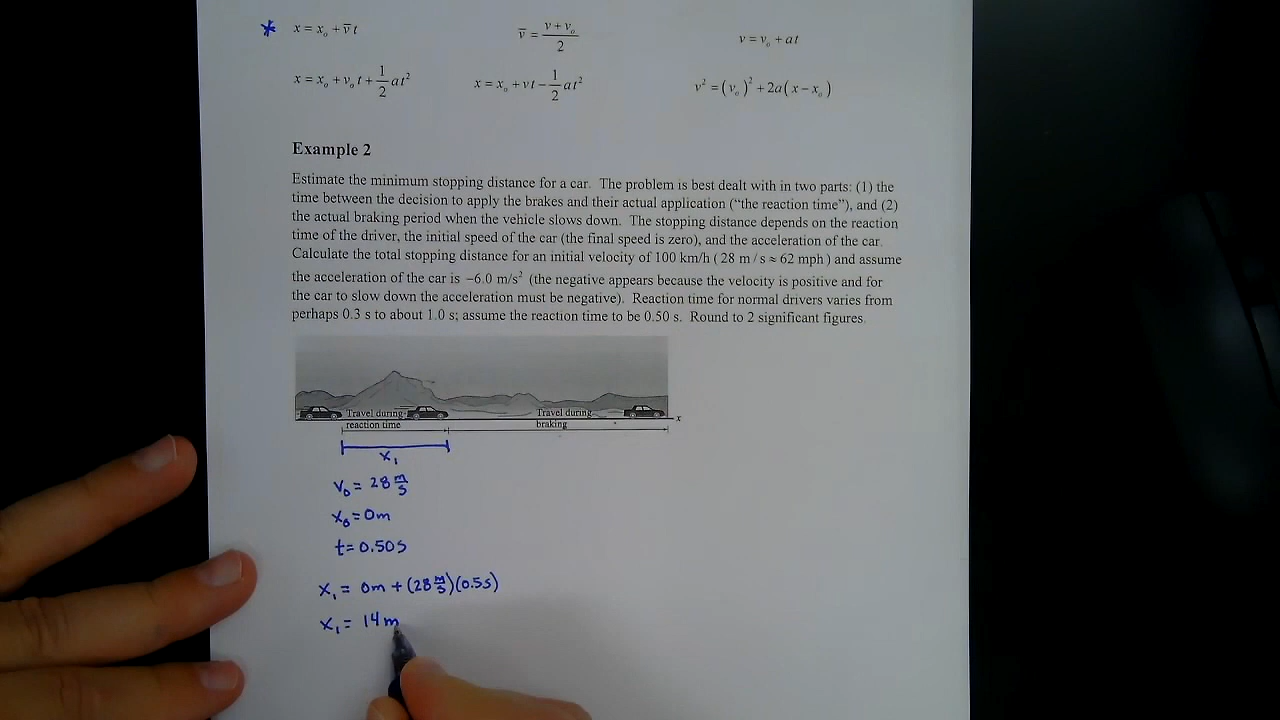 * x = x₀ + v̄ t    v̄ = (v + v₀)/2    v = v₀ + at
x = x₀ + v₀ t + 1/2 at²    x = x₀ + vt − 1/2 at²    v² = (v₀)² + 2a(x − x₀)
Example 2
Estimate the minimum stopping distance for a car. The problem is best dealt with in two parts: (1) the
time between the decision to apply the brakes and their actual application (“the reaction time”), and (2)
the actual braking period when the vehicle slows down. The stopping distance depends on the reaction
time of the driver, the initial speed of the car (the final speed is zero), and the acceleration of the car.
Calculate the total stopping distance for an initial velocity of 100 km/h (28 m/s ≈ 62 mph) and assume
the acceleration of the car is −6.0 m/s² (the negative appears because the velocity is positive and for
the car to slow down the acceleration must be negative). Reaction time for normal drivers varies from
perhaps 0.3 s to about 1.0 s; assume the reaction time to be 0.50 s. Round to 2 significant figures.
Travel during
reaction time
Travel during
braking
x
x₁
v₀ = 28 m/s
x₀ = 0m
t = 0.50s
x₁ = 0m + (28 m/s)(0.5s)
x₁ = 14m